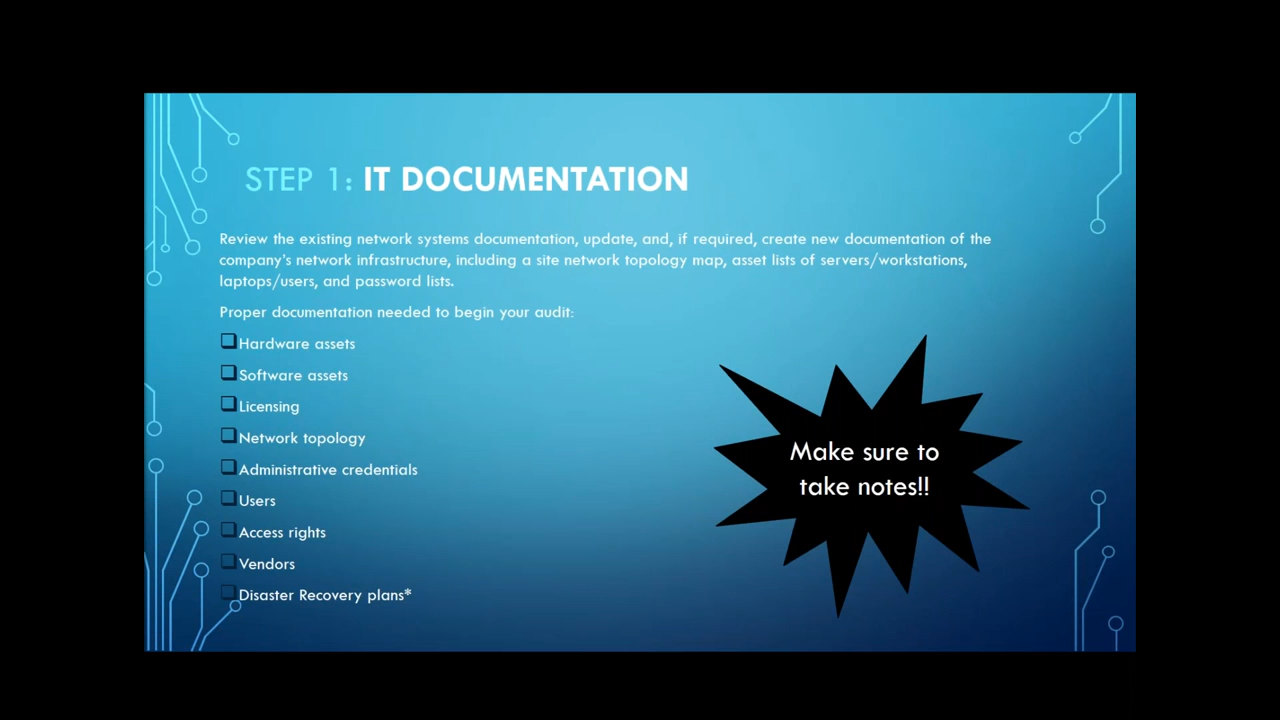 STEP 1: IT DOCUMENTATION
Review the existing network systems documentation, update, and, if required, create new documentation of the
company's network infrastructure, including a site network topology map, asset lists of servers/workstations,
laptops/users, and password lists.
Proper documentation needed to begin your audit:
Hardware assets
Software assets
Licensing
Network topology
Administrative credentials
Users
Access rights
Vendors
Disaster Recovery plans*
Make sure to
take notes!!